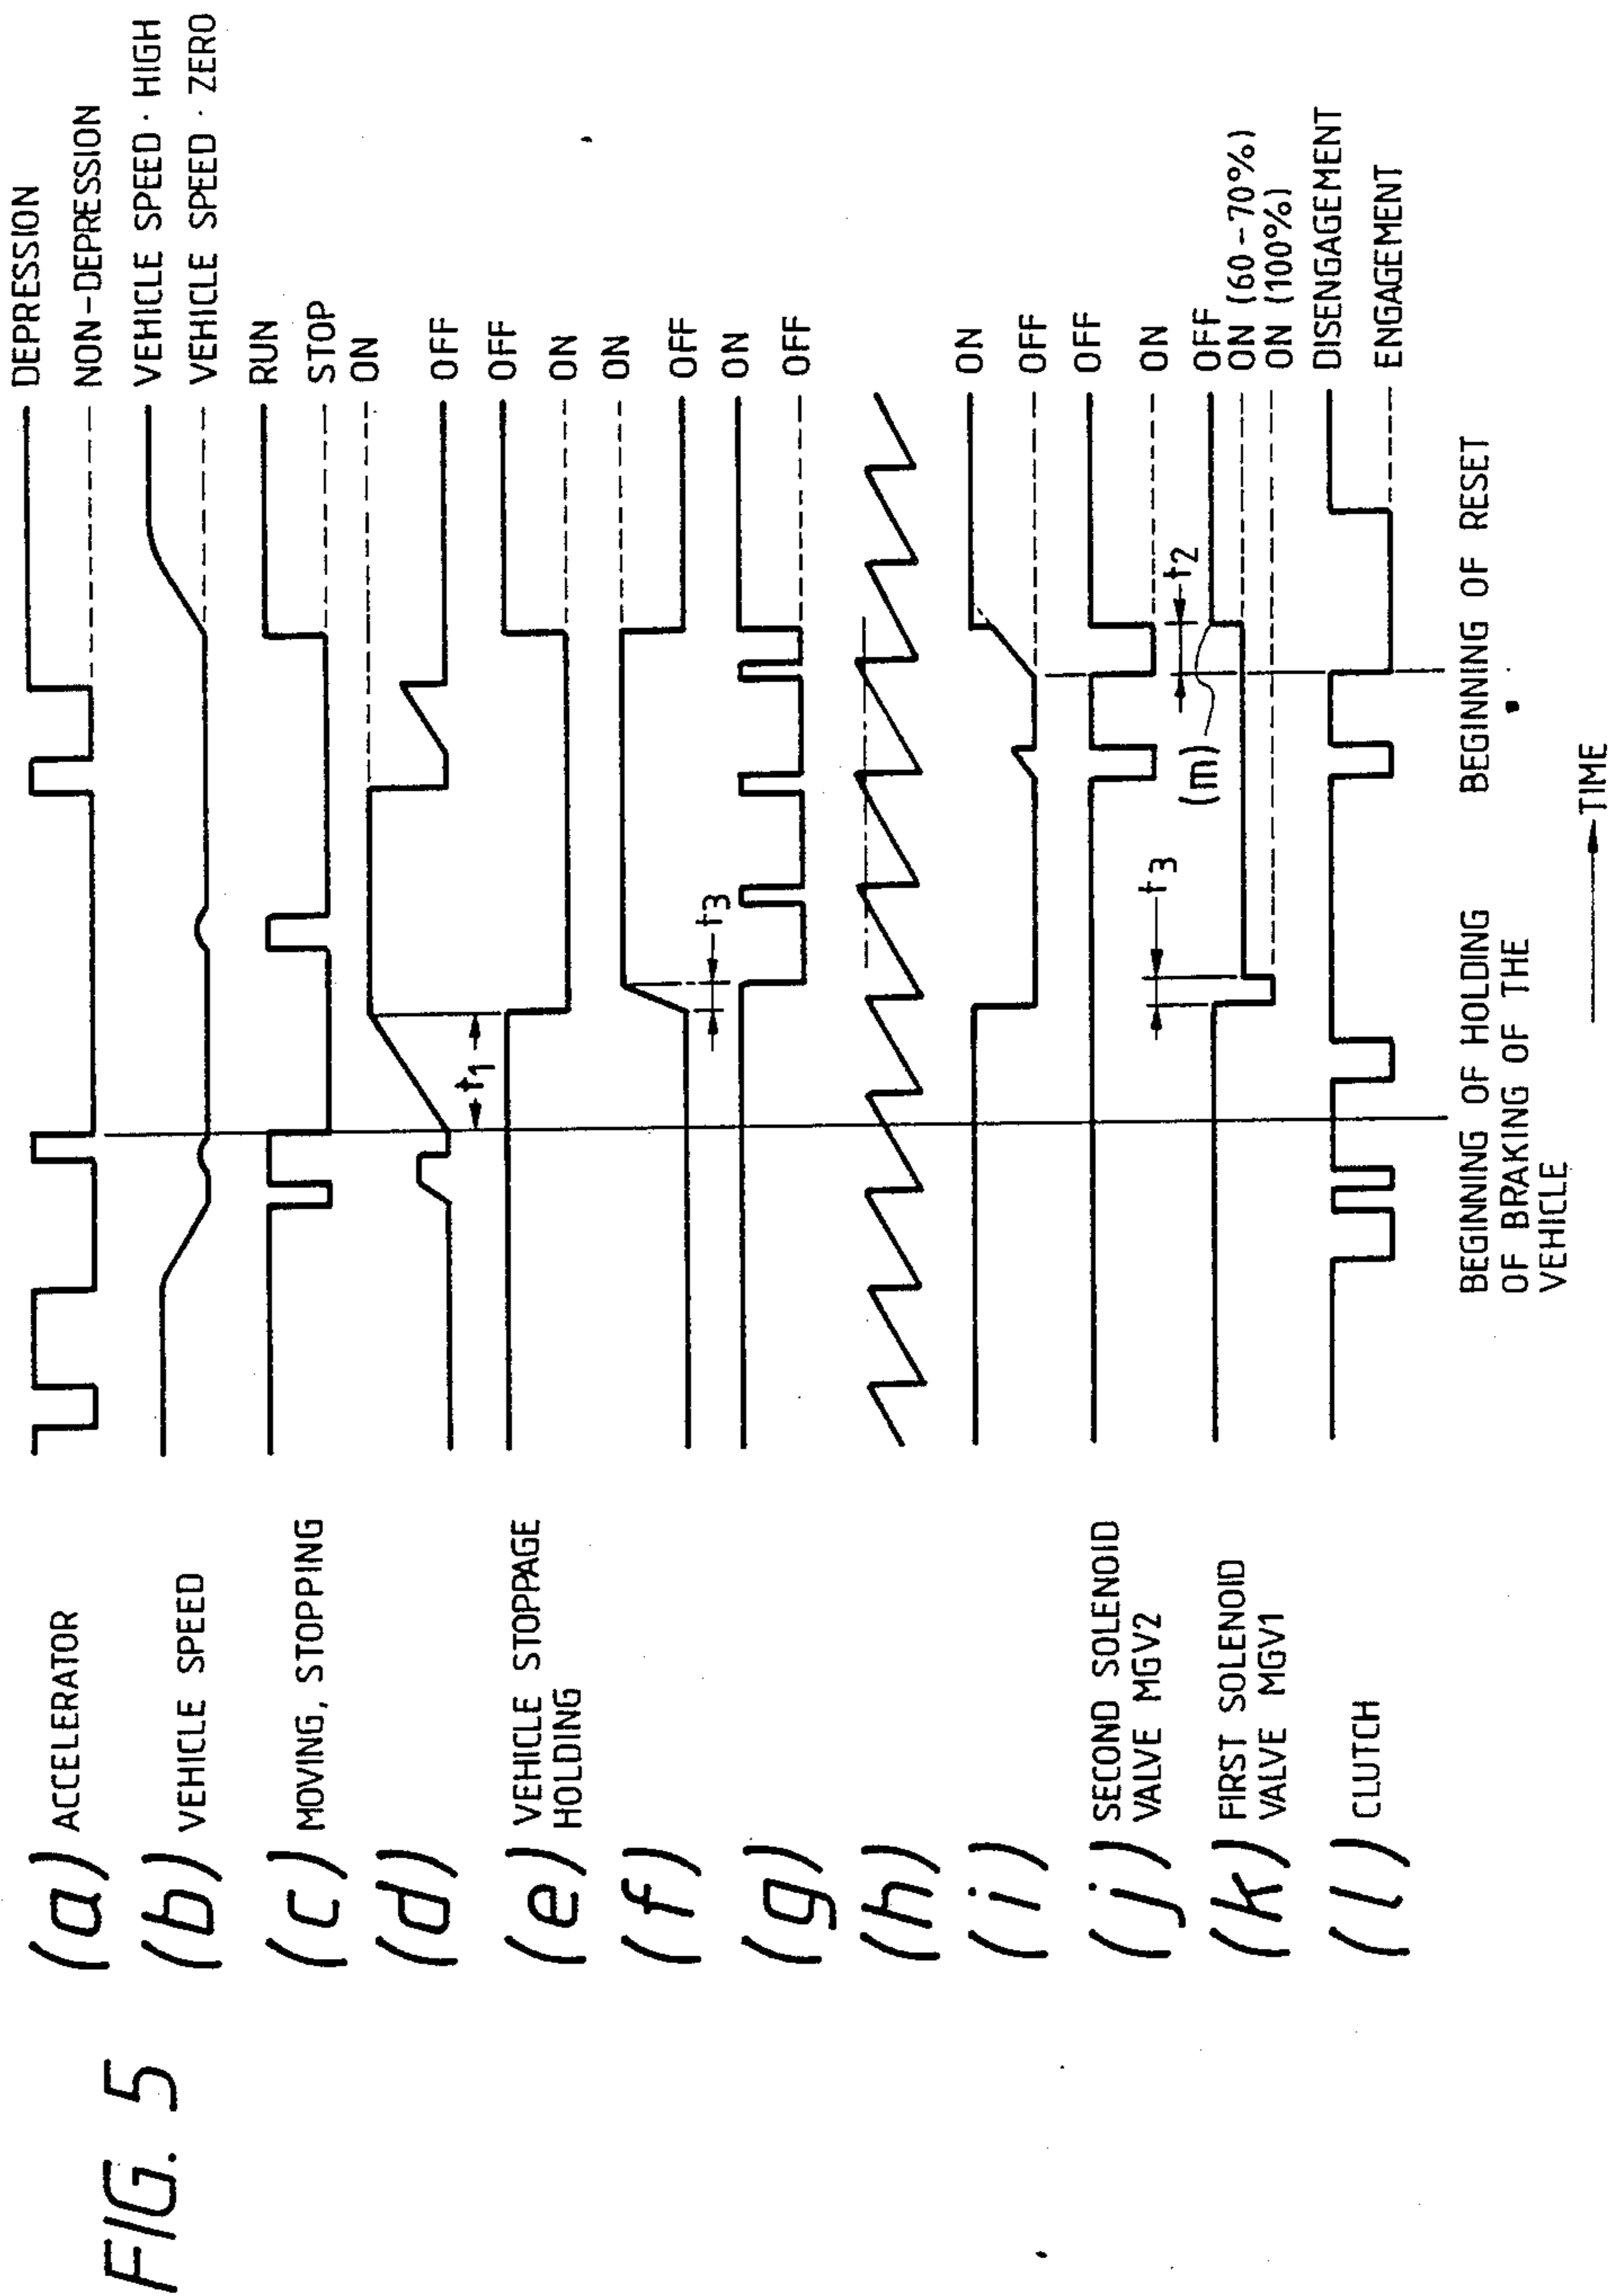 FIG. 5
(a) ACCELERATOR
DEPRESSION
NON-DEPRESSION
(b) VEHICLE SPEED
VEHICLE SPEED · HIGH
VEHICLE SPEED · ZERO
(c) MOVING, STOPPING
RUN
STOP
(d)
ON
OFF
t1
(e) VEHICLE STOPPAGE
HOLDING
OFF
ON
(f)
ON
OFF
t3
(g)
ON
OFF
(h)
(i)
ON
OFF
(j) SECOND SOLENOID
VALVE MGV2
OFF
ON
t3
(m)
t2
(k) FIRST SOLENOID
VALVE MGV1
OFF
ON (60-70%)
ON (100%)
(l) CLUTCH
DISENGAGEMENT
ENGAGEMENT
BEGINNING OF HOLDING
OF BRAKING OF THE
VEHICLE
BEGINNING OF RESET
TIME